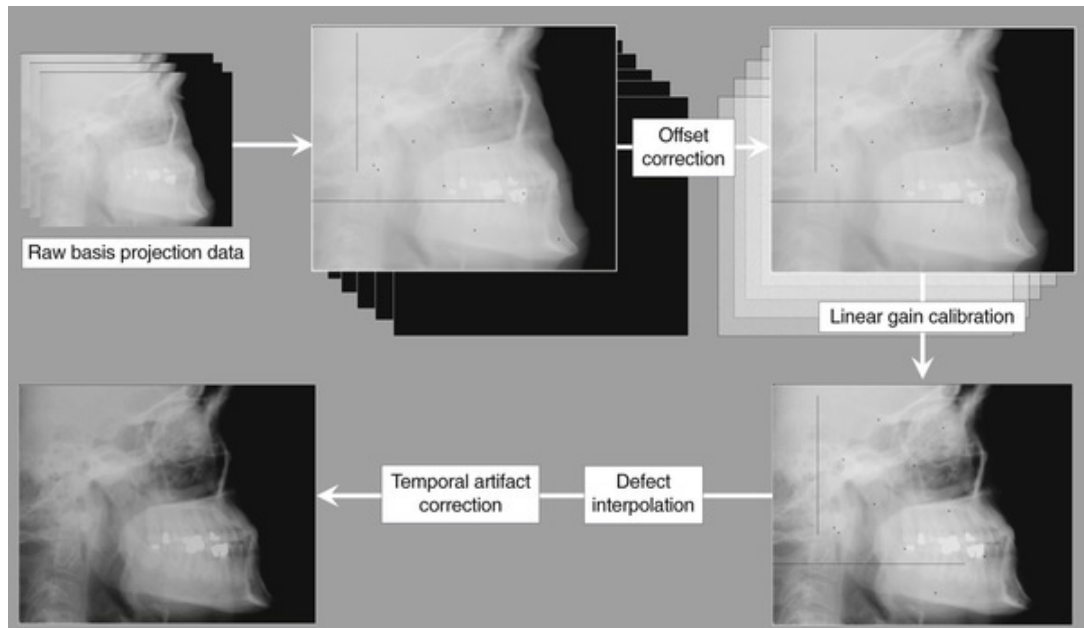 Raw basis projection data
Offset
correction
Linear gain calibration
Temporal artifact
correction
Defect
interpolation